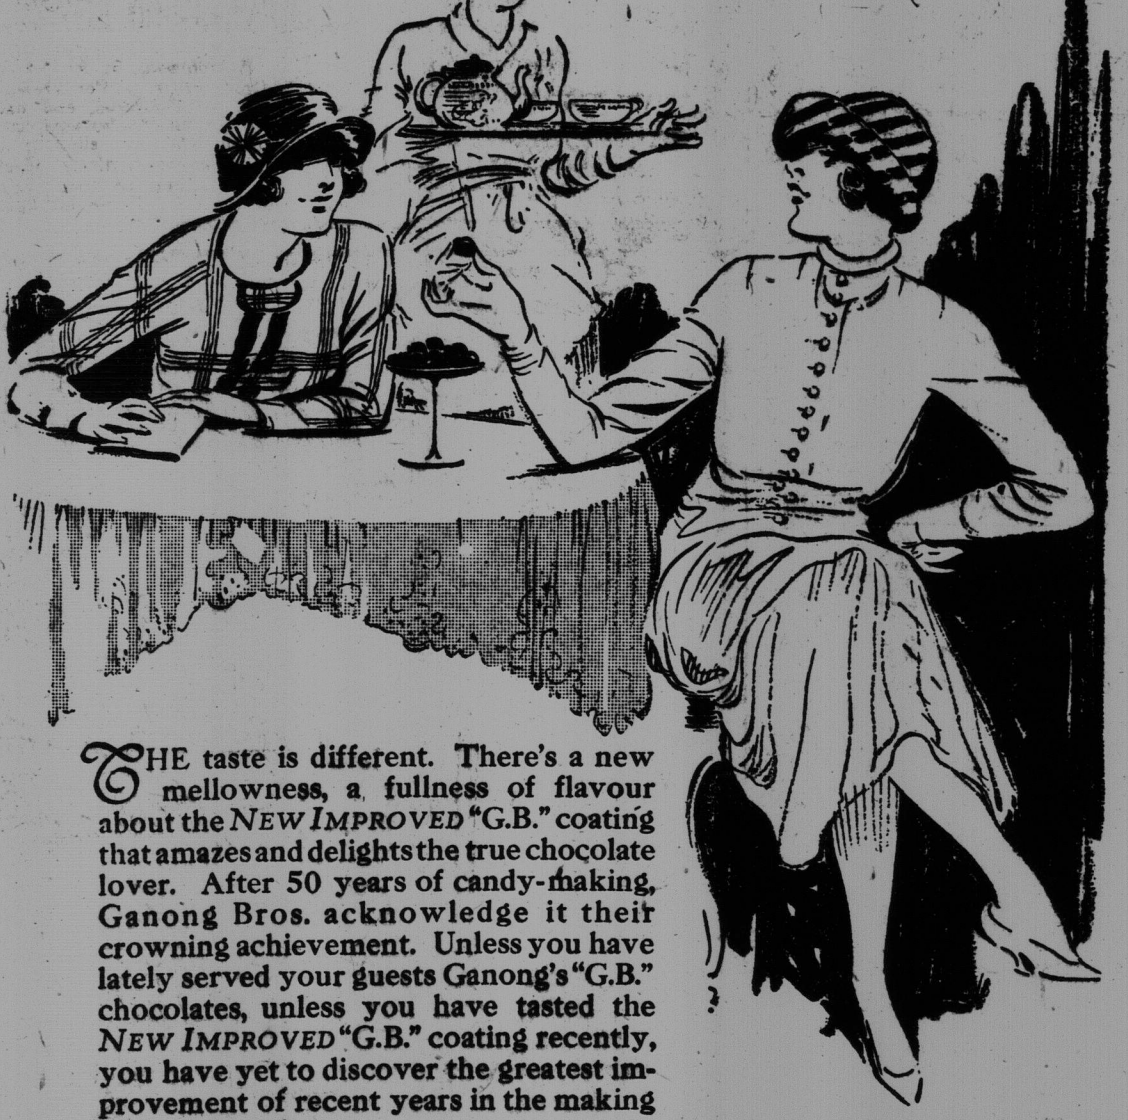 THE taste is different. There's a new
mellowness, a fullness of flavour
about the NEW IMPROVED "G.B." coating
that amazes and delights the true chocolate
lover. After 50 years of candy-making,
Ganong Bros. acknowledge it their
crowning achievement. Unless you have
lately served your guests Ganong's "G.B."
chocolates, unless you have tasted the
NEW IMPROVED "G.B." coating recently,
you have yet to discover the greatest im-
provement of recent years in the making